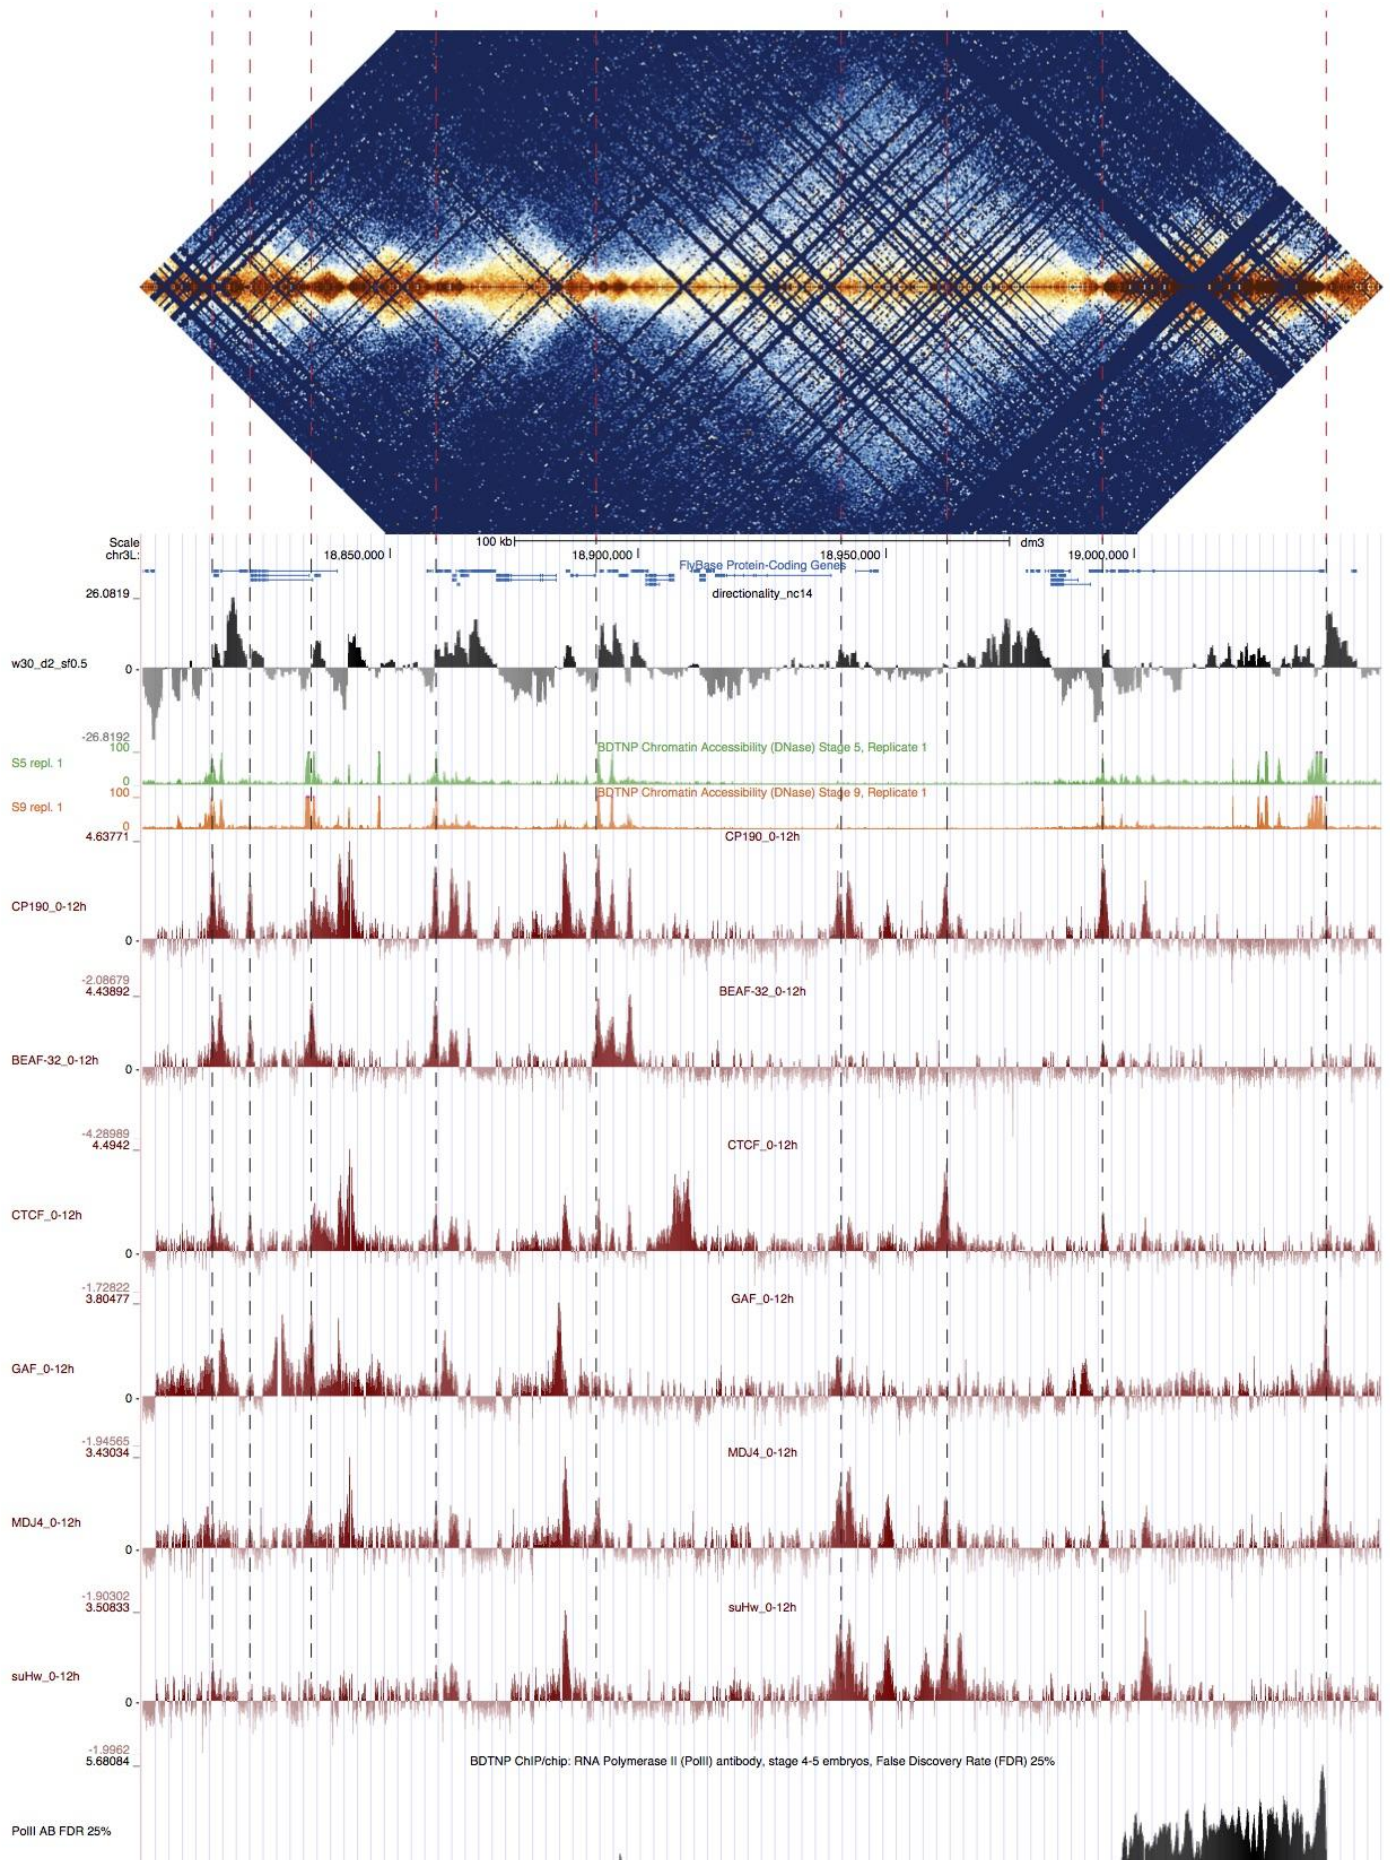 Scale 100 kb dm3
chr3L: 18,850,000 18,900,000 18,950,000 19,000,000
FlyBase Protein-Coding Genes
26.0819 directionality_nc14
w30_d2_sf0.5
0
-26.8192
100 BDTNP Chromatin Accessibility (DNase) Stage 5, Replicate 1
S5 repl. 1
0
100 BDTNP Chromatin Accessibility (DNase) Stage 9, Replicate 1
S9 repl. 1
0
4.63771 CP190_0-12h
CP190_0-12h
0
-2.08679
4.43892 BEAF-32_0-12h
BEAF-32_0-12h
0
-4.28989
4.4942 CTCF_0-12h
CTCF_0-12h
0
-1.72822
3.80477 GAF_0-12h
GAF_0-12h
0
-1.94565
3.43034 MDJ4_0-12h
MDJ4_0-12h
0
-1.90302
3.50833 suHw_0-12h
suHw_0-12h
0
-1.9962
5.68084 BDTNP ChIP/chip: RNA Polymerase II (PolII) antibody, stage 4-5 embryos, False Discovery Rate (FDR) 25%
PolII AB FDR 25%